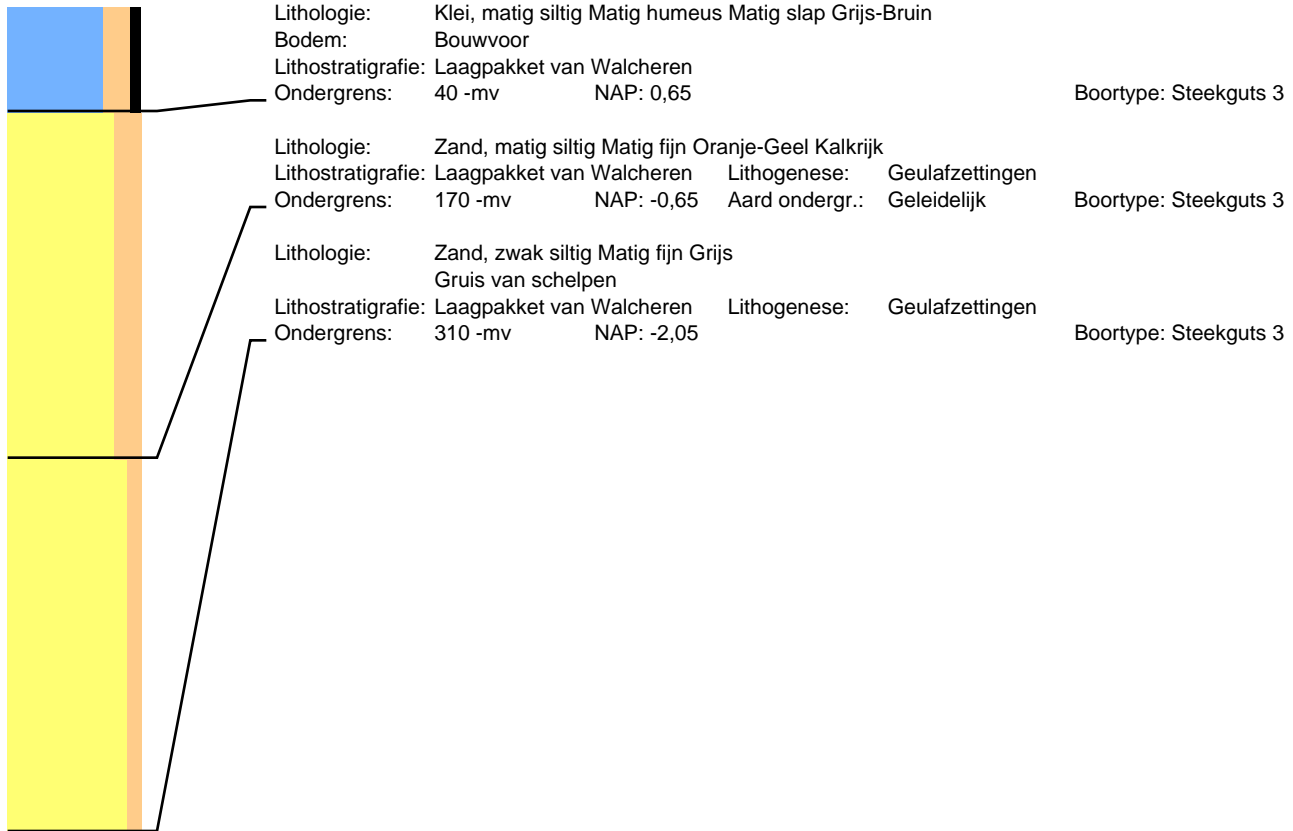 Lithologie: Klei, matig siltig Matig humeus Matig slap Grijs-Bruin
Bodem: Bouwvoor
Lithostratigrafie: Laagpakket van Walcheren
Ondergrens: 40 -mv NAP: 0,65 Boortype: Steekguts 3
Lithologie: Zand, matig siltig Matig fijn Oranje-Geel Kalkrijk
Lithostratigrafie: Laagpakket van Walcheren Lithogenese: Geulafzettingen
Ondergrens: 170 -mv NAP: -0,65 Aard ondergr.: Geleidelijk Boortype: Steekguts 3
Lithologie: Zand, zwak siltig Matig fijn Grijs
Gruis van schelpen
Lithostratigrafie: Laagpakket van Walcheren Lithogenese: Geulafzettingen
Ondergrens: 310 -mv NAP: -2,05 Boortype: Steekguts 3